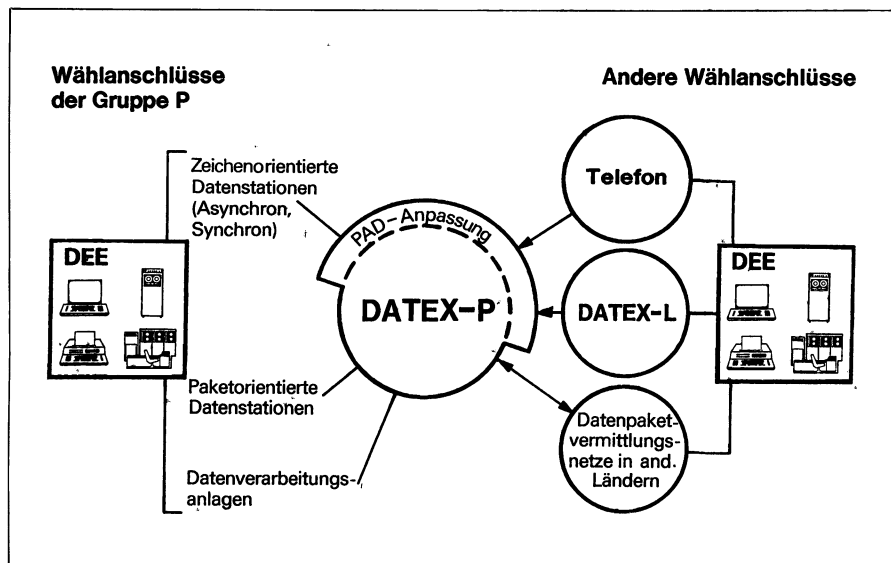 Wählanschlüsse
der Gruppe P
Andere Wählanschlüsse
Zeichenorientierte
Datenstationen
(Asynchron,
Synchron)
DEE
Paketorientierte
Datenstationen
Datenverarbeitungs-
anlagen
PAD-Anpassung
DATEX-P
Telefon
DATEX-L
Datenpaket-
vermittlungs-
netze in and.
Ländern
DEE